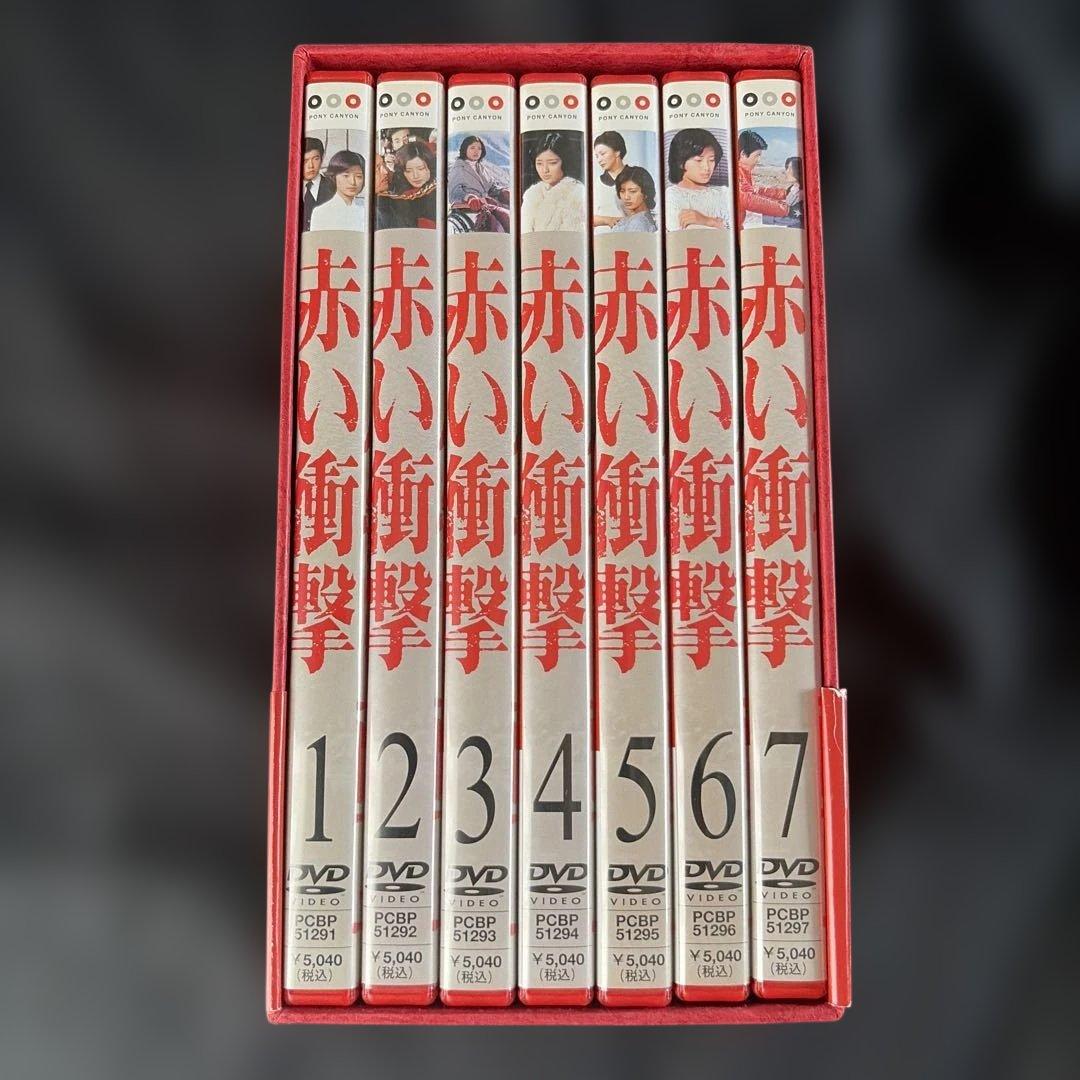 PONY CANYON
赤い衝撃
1
DVD
VIDEO
PCBP
51291
￥5,040
(税込)
PONY CANYON
赤い衝撃
2
DVD
VIDEO
PCBP
51292
￥5,040
(税込)
PONY CANYON
赤い衝撃
3
DVD
VIDEO
PCBP
51293
￥5,040
(税込)
PONY CANYON
赤い衝撃
4
DVD
VIDEO
PCBP
51294
￥5,040
(税込)
PONY CANYON
赤い衝撃
5
DVD
VIDEO
PCBP
51295
￥5,040
(税込)
PONY CANYON
赤い衝撃
6
DVD
VIDEO
PCBP
51296
￥5,040
(税込)
PONY CANYON
赤い衝撃
7
DVD
VIDEO
PCBP
51297
￥5,040
(税込)